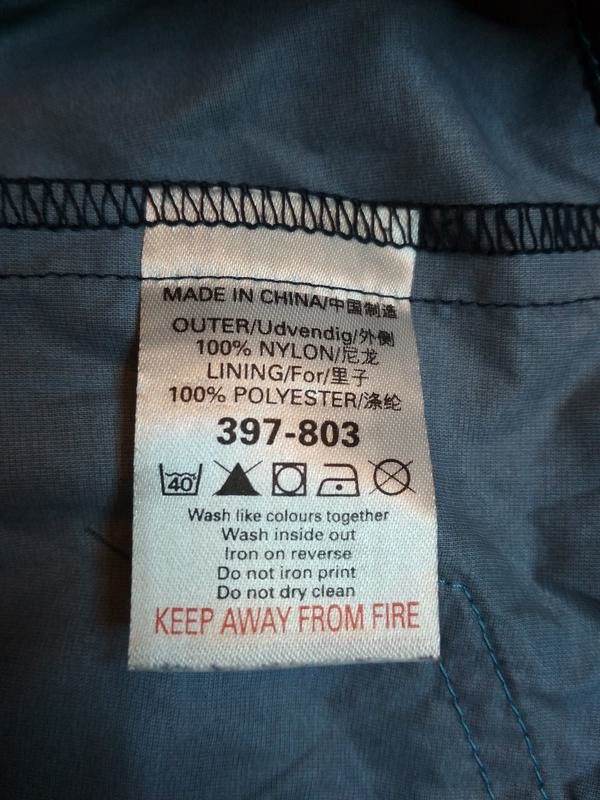 MADE IN CHINA/中国制造
OUTER/Udvendig/外侧
100% NYLON/尼龙
LINING/For/里子
100% POLYESTER/涤纶
397-803
40°
Wash like colours together
Wash inside out
Iron on reverse
Do not iron print
Do not dry clean
KEEP AWAY FROM FIRE